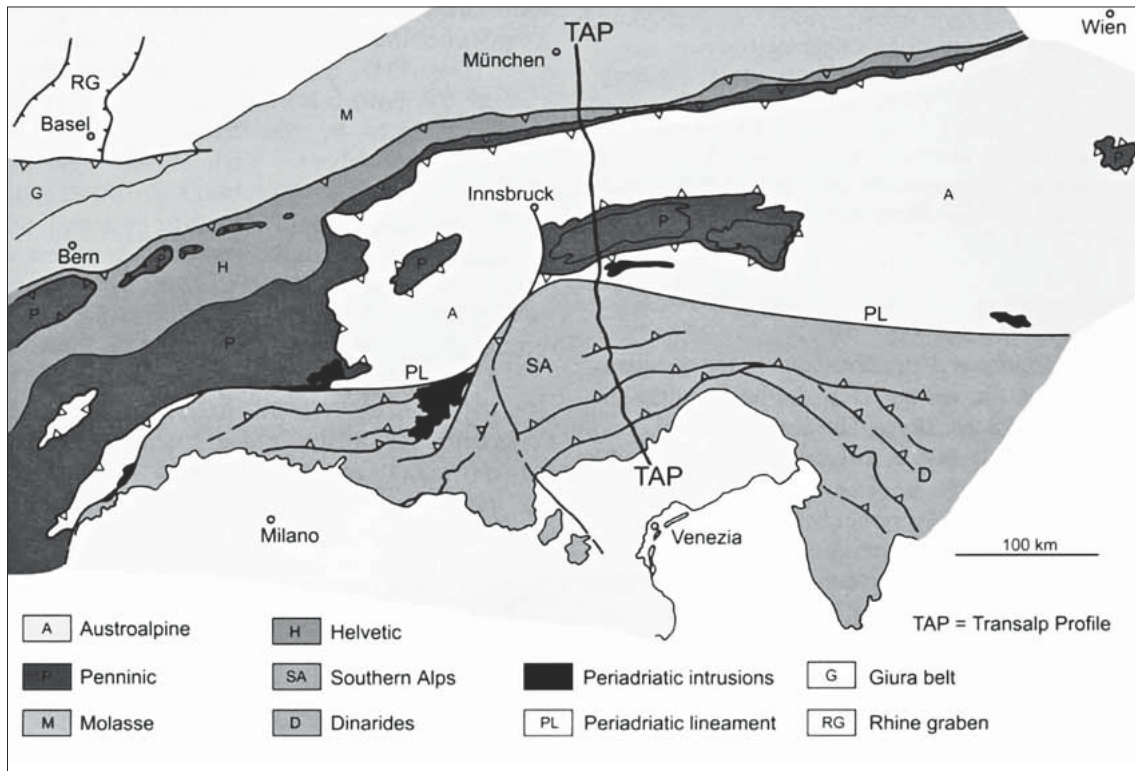 TAP
Wien
München
RG
Basel
M
G
Innsbruck
A
P
P
Bern
P
H
P
A
P
PL
PL
SA
TAP
D
Milano
Venezia
100 km
A Austroalpine
H Helvetic
TAP = Transalp Profile
P Penninic
SA Southern Alps
Periadriatic intrusions
G Giura belt
M Molasse
D Dinarides
PL Periadriatic lineament
RG Rhine graben